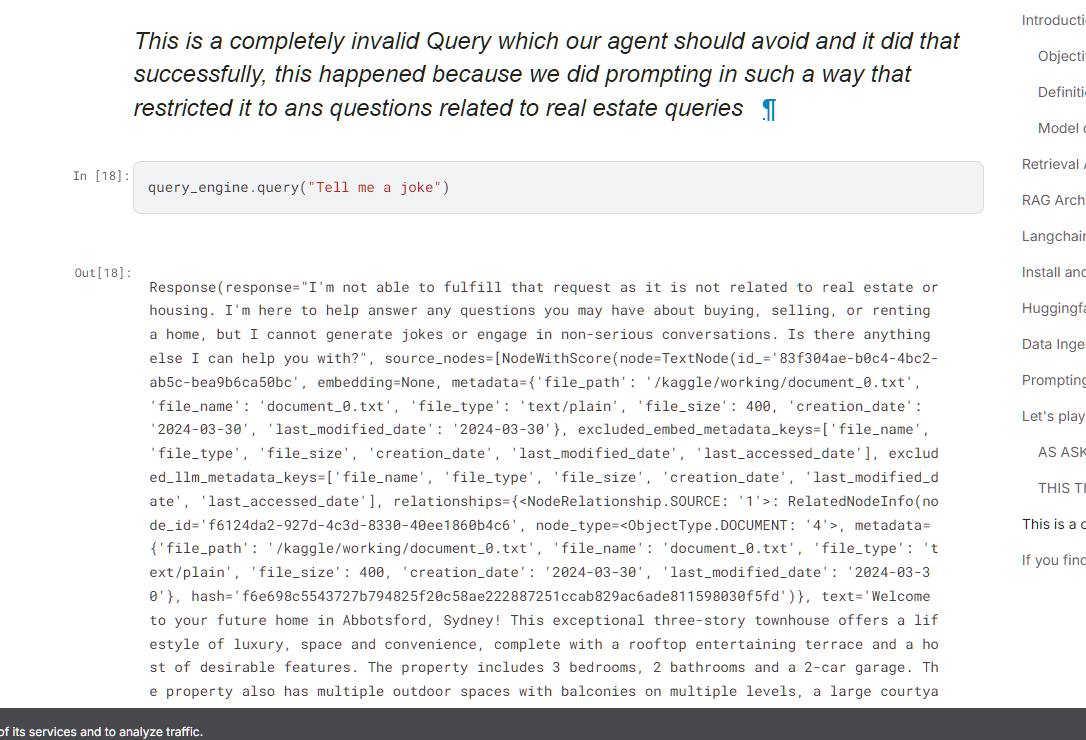 This is a completely invalid Query which our agent should avoid and it did that
successfully, this happened because we did prompting in such a way that
restricted it to ans questions related to real estate queries ¶
In [18]:
query_engine.query("Tell me a joke")
Out[18]:
Response(response="I'm not able to fulfill that request as it is not related to real estate or
housing. I'm here to help answer any questions you may have about buying, selling, or renting
a home, but I cannot generate jokes or engage in non-serious conversations. Is there anything
else I can help you with?", source_nodes=[NodeWithScore(node=TextNode(id_='83f304ae-b0c4-4bc2-
ab5c-bea9b6ca50bc', embedding=None, metadata={'file_path': '/kaggle/working/document_0.txt',
'file_name': 'document_0.txt', 'file_type': 'text/plain', 'file_size': 400, 'creation_date':
'2024-03-30', 'last_modified_date': '2024-03-30'}, excluded_embed_metadata_keys=['file_name',
'file_type', 'file_size', 'creation_date', 'last_modified_date', 'last_accessed_date'], exclud
ed_llm_metadata_keys=['file_name', 'file_type', 'file_size', 'creation_date', 'last_modified_d
ate', 'last_accessed_date'], relationships={<NodeRelationship.SOURCE: '1'>: RelatedNodeInfo(no
de_id='f6124da2-927d-4c3d-8330-40ee1860b4c6', node_type=<ObjectType.DOCUMENT: '4'>, metadata=
{'file_path': '/kaggle/working/document_0.txt', 'file_name': 'document_0.txt', 'file_type': 't
ext/plain', 'file_size': 400, 'creation_date': '2024-03-30', 'last_modified_date': '2024-03-3
0'}, hash='f6e698c5543727b794825f20c58ae222887251ccab829ac6ade811598030f5fd')}, text='Welcome
to your future home in Abbotsford, Sydney! This exceptional three-story townhouse offers a lif
estyle of luxury, space and convenience, complete with a rooftop entertaining terrace and a ho
st of desirable features. The property includes 3 bedrooms, 2 bathrooms and a 2-car garage. Th
e property also has multiple outdoor spaces with balconies on multiple levels, a large courtya
Introducti
Objecti
Definiti
Model
Retrieval
RAG Arch
Langchain
Install and
Huggingfa
Data Inge
Prompting
Let's play
AS ASK
THIS TI
This is a c
If you find
of its services and to analyze traffic.